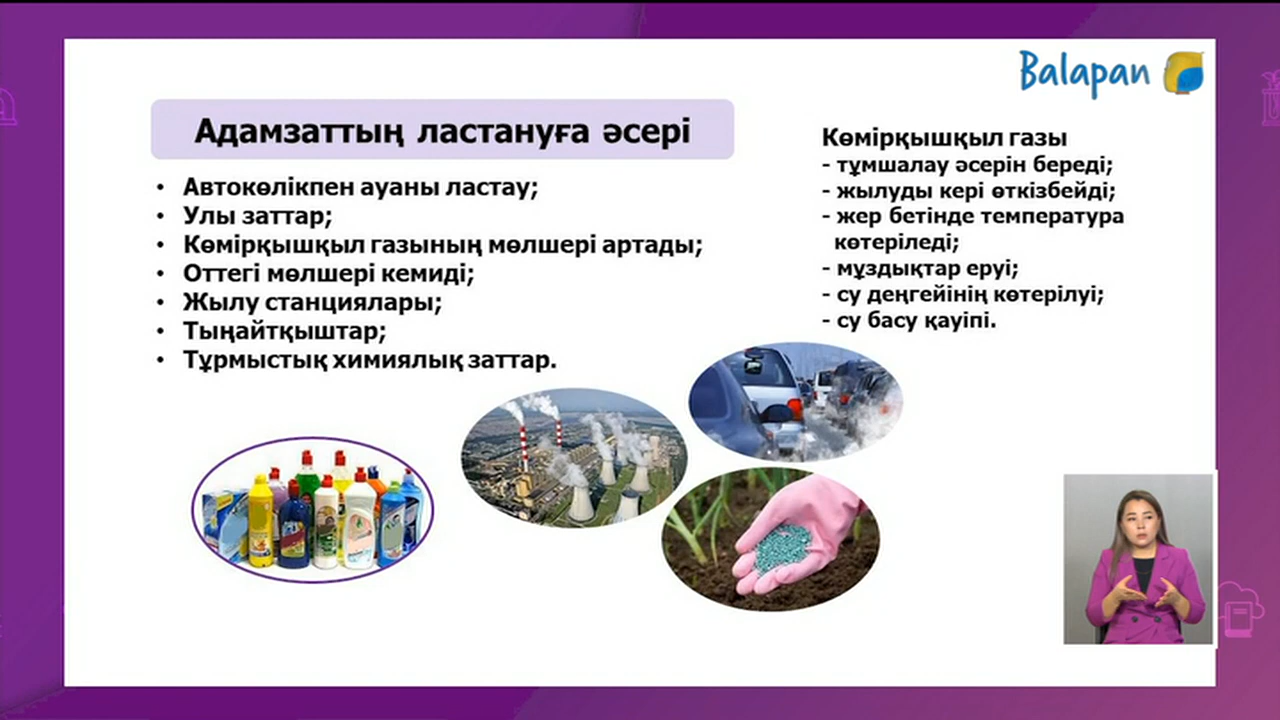 Balapan
Адамзаттың ластануға әсері
• Автокөлікпен ауаны ластау;
• Улы заттар;
• Көмірқышқыл газының мөлшері артады;
• Оттегі мөлшері кемиді;
• Жылу станциялары;
• Тыңайтқыштар;
• Тұрмыстық химиялық заттар.
Көмірқышқыл газы
- тұмшалау әсерін береді;
- жылуды кері өткізбейді;
- жер бетінде температура
көтеріледі;
- мұздықтар еруі;
- су деңгейінің көтерілуі;
- су басу қауіпі.